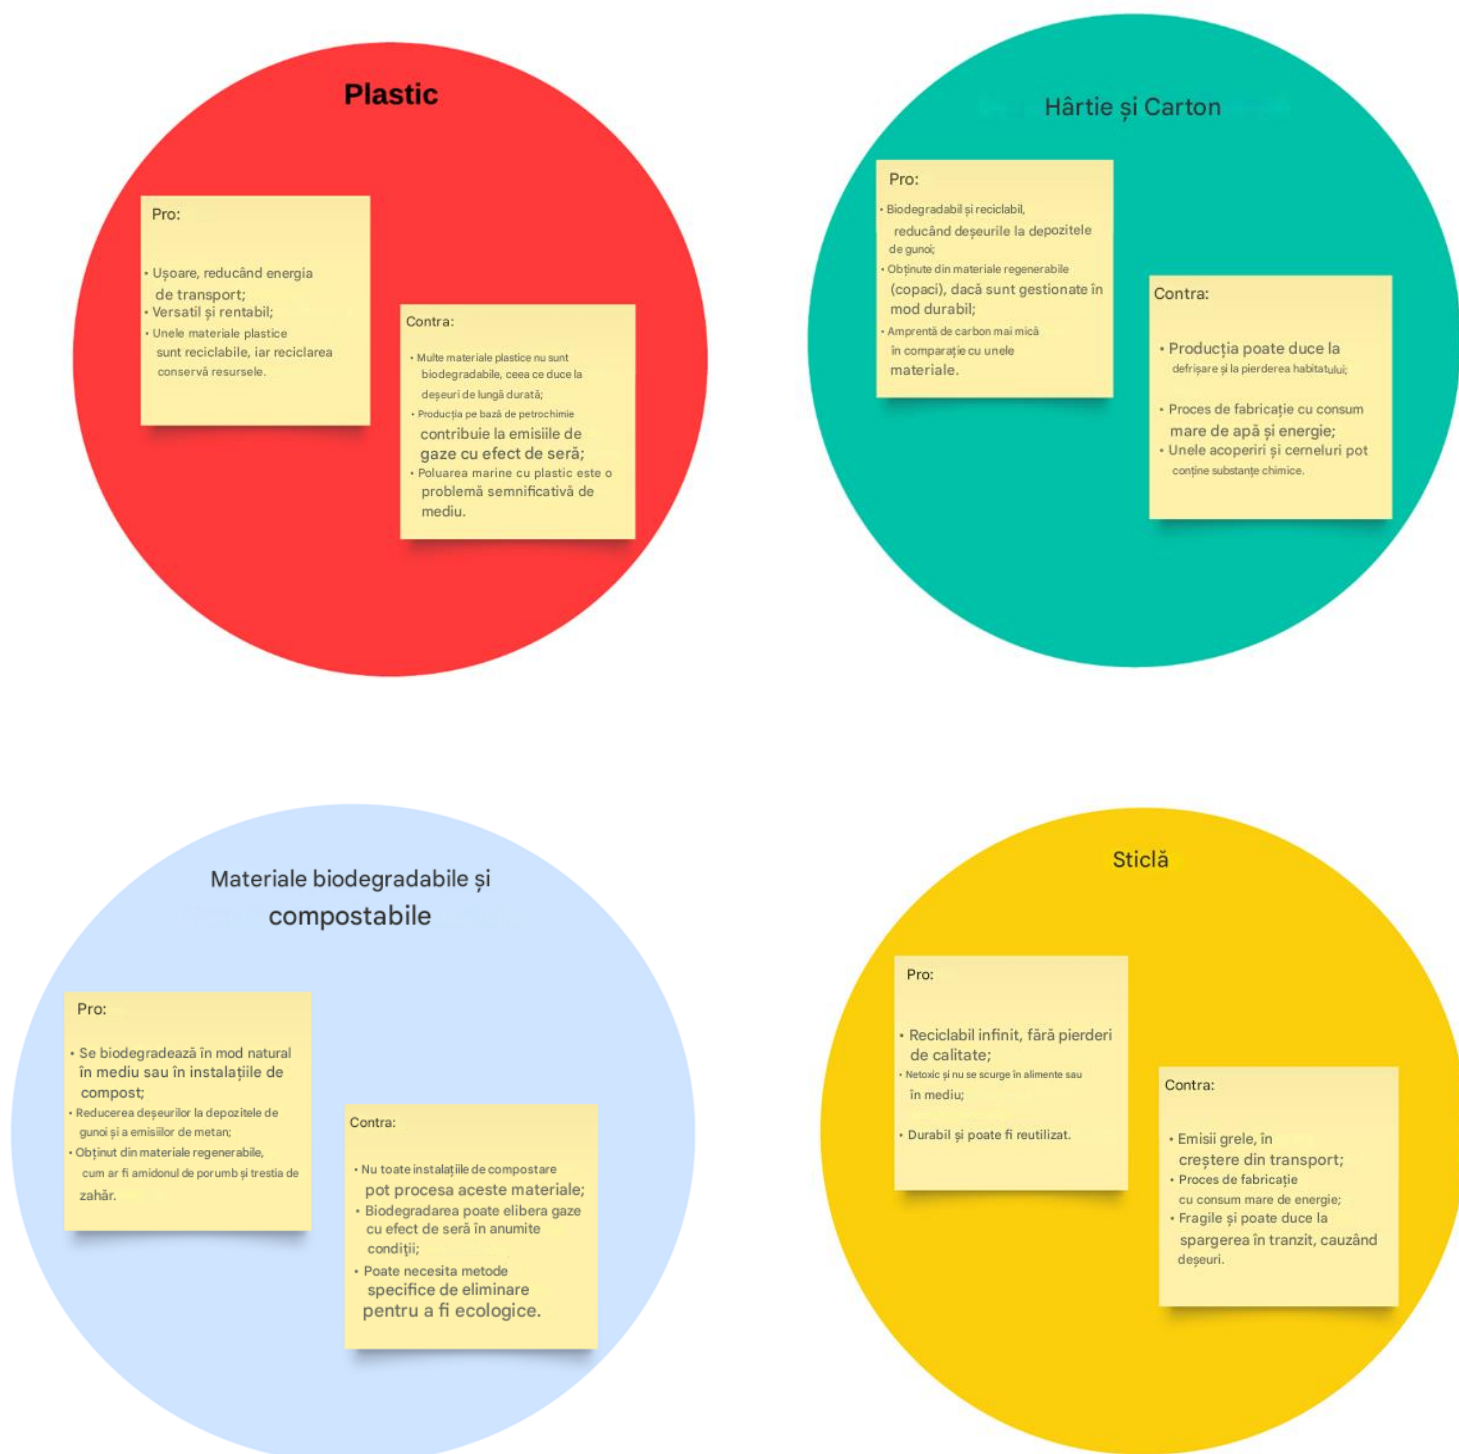 Plastic
Pro:
• Ușoare, reducând energia
de transport;
• Versatil și rentabil;
• Unele materiale plastice
sunt reciclabile, iar reciclarea
conservă resursele.
Contra:
• Multe materiale plastice nu sunt
biodegradabile, ceea ce duce la
deșeuri de lungă durată;
• Producția pe bază de petrochimie
contribuie la emisiile de
gaze cu efect de seră;
• Poluarea marine cu plastic este o
problemă semnificativă de
mediu.
Hârtie și Carton
Pro:
• Biodegradabil și reciclabil,
reducând deșeurile la depozitele
de gunoi;
• Obținute din materiale regenerabile
(copaci), dacă sunt gestionate în
mod durabil;
• Amprentă de carbon mai mică
în comparație cu unele
materiale.
Contra:
• Producția poate duce la
defrișare și la pierderea habitatului;
• Proces de fabricație cu consum
mare de apă și energie;
• Unele acoperiri și cerneluri pot
conține substanțe chimice.
Materiale biodegradabile și
compostabile
Pro:
• Se biodegradează în mod natural
în mediu sau în instalațiile de
compost;
• Reducerea deșeurilor la depozitele de
gunoi și a emisiilor de metan;
• Obținut din materiale regenerabile,
cum ar fi amidonul de porumb și trestia de
zahăr.
Contra:
• Nu toate instalațiile de compostare
pot procesa aceste materiale;
• Biodegradarea poate elibera gaze
cu efect de seră în anumite
condiții;
• Poate necesita metode
specifice de eliminare
pentru a fi ecologice.
Sticlă
Pro:
• Reciclabil infinit, fără pierderi
de calitate;
• Netoxic și nu se scurge în alimente sau
în mediu;
• Durabil și poate fi reutilizat.
Contra:
• Emisii grele, în
creștere din transport;
• Proces de fabricație
cu consum mare de energie;
• Fragile și poate duce la
spargerea în tranzit, cauzând
deșeuri.